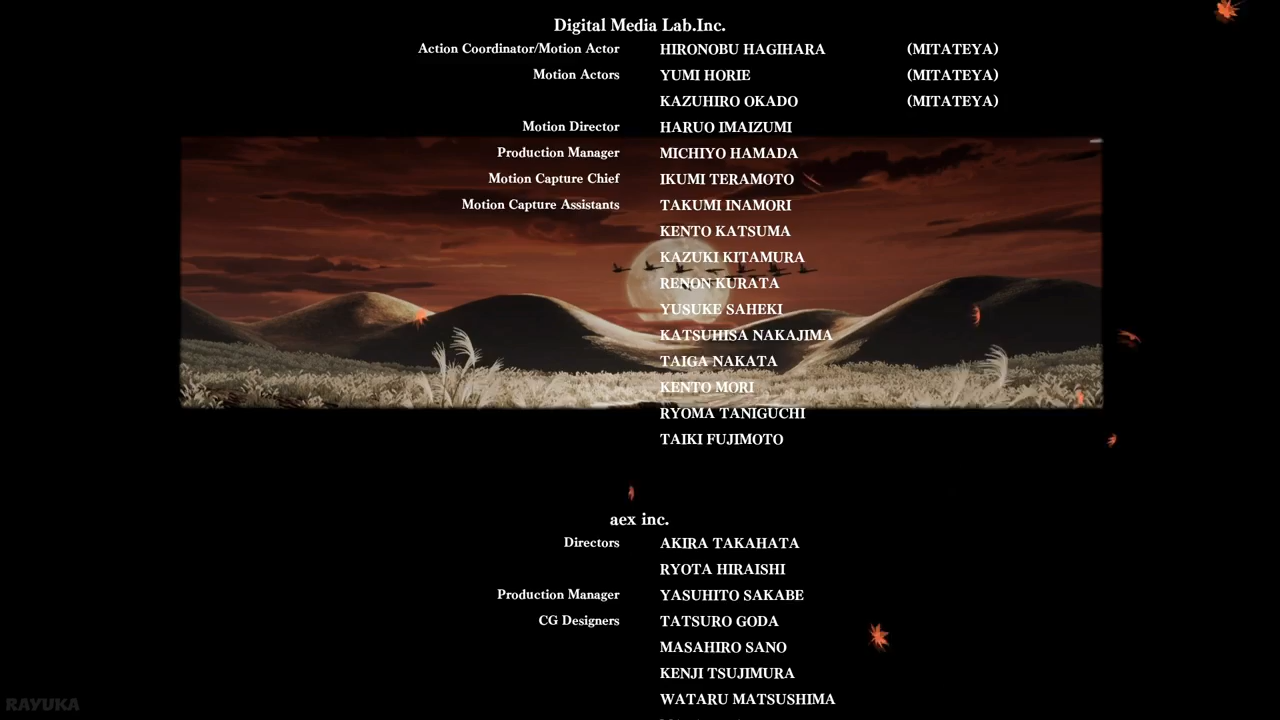 Digital Media Lab.Inc.
Action Coordinator/Motion Actor HIRONOBU HAGIHARA (MITATEYA)
Motion Actors YUMI HORIE (MITATEYA)
KAZUHIRO OKADO (MITATEYA)
Motion Director HARUO IMAIZUMI
Production Manager MICHIYO HAMADA
Motion Capture Chief IKUMI TERAMOTO
Motion Capture Assistants TAKUMI INAMORI
KENTO KATSUMA
KAZUKI KITAMURA
RENON KURATA
YUSUKE SAHEKI
KATSUHISA NAKAJIMA
TAIGA NAKATA
KENTO MORI
RYOMA TANIGUCHI
TAIKI FUJIMOTO
aex inc.
Directors AKIRA TAKAHATA
RYOTA HIRAISHI
Production Manager YASUHITO SAKABE
CG Designers TATSURO GODA
MASAHIRO SANO
KENJI TSUJIMURA
WATARU MATSUSHIMA
RAYUKA